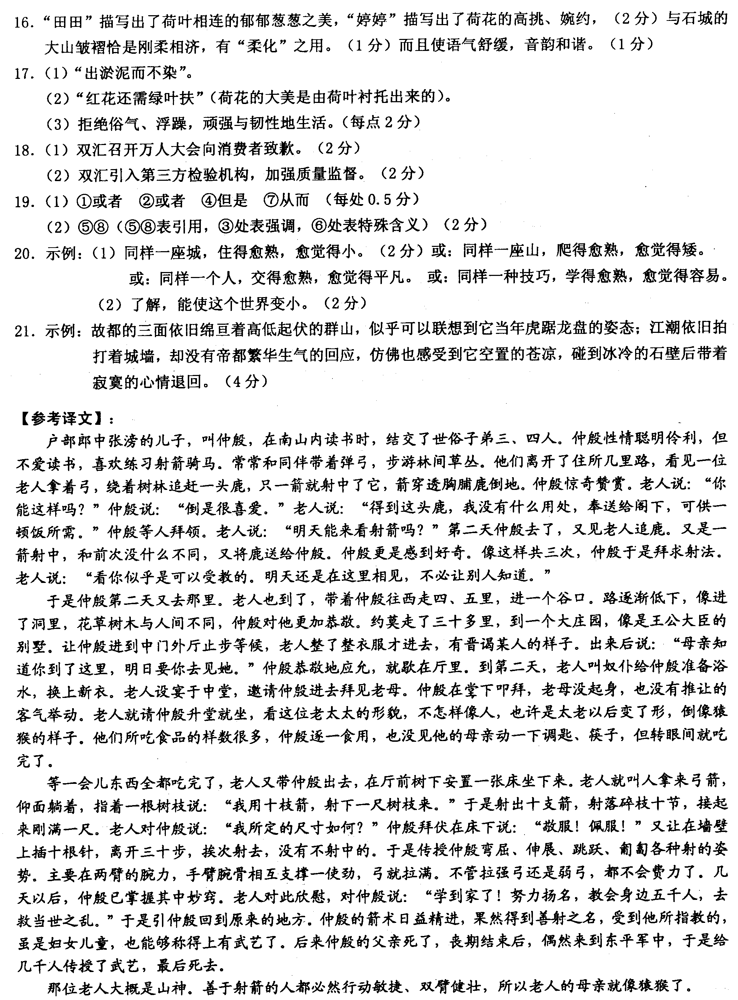 16. “田田”描写出了荷叶相连的郁郁葱葱之美，“婷婷”描写出了荷花的高挑、婉约，（2 分）与石城的
大山皱褶恰是刚柔相济，有“柔化”之用。（1 分）而且使语气舒缓，音韵和谐。（1 分）
17.（1）“出淤泥而不染”。
（2）“红花还需绿叶扶”（荷花的大美是由荷叶衬托出来的）。
（3）拒绝俗气、浮躁，顽强与韧性地生活。（每点 2 分）
18.（1）双汇召开万人大会向消费者致歉。（2 分）
（2）双汇引入第三方检验机构，加强质量监督。（2 分）
19.（1）①或者 ②或者 ④但是 ⑦从而 （每处 0.5 分）
（2）⑤⑧（⑤⑧表引用，③处表强调，⑥处表特殊含义）（2 分）
20. 示例：（1）同样一座城，住得愈熟，愈觉得小。（2 分）或：同样一座山，爬得愈熟，愈觉得矮。
或：同样一个人，交得愈熟，愈觉得平凡。 或：同样一种技巧，学得愈熟，愈觉得容易。
（2）了解，能使这个世界变小。（2 分）
21. 示例：故都的三面依旧绵亘着高低起伏的群山，似乎可以联想到它当年虎踞龙盘的姿态；江潮依旧拍
打着城墙，却没有帝都繁华生气的回应，仿佛也感受到它空置的苍凉，碰到冰冷的石壁后带着
寂寞的心情退回。（4 分）
【参考译文】：
户部郎中张滂的儿子，叫仲殷，在南山内读书时，结交了世俗子弟三、四人。仲殷性情聪明伶利，但
不爱读书，喜欢练习射箭骑马。常常和同伴带着弹弓，步游林间草丛。他们离开了住所几里路，看见一位
老人拿着弓，绕着树林追赶一头鹿，只一箭就射中了它，箭穿透胸脯鹿倒地。仲殷惊奇赞赏。老人说：“你
能这样吗？”仲殷说：“倒是很喜爱。”老人说：“得到这头鹿，我没有什么用处，奉送给阁下，可供一
顿饭所需。”仲殷等人拜领。老人说：“明天能来看射箭吗？”第二天仲殷去了，又见老人追鹿。又是一
箭射中，和前次没什么不同，又将鹿送给仲殷。仲殷更是感到好奇。像这样共三次，仲殷于是拜求射法。
老人说：“看你似乎是可以受教的。明天还是在这里相见，不必让别人知道。”
于是仲殷第二天又去那里。老人也到了，带着仲殷往西走四、五里，进一个谷口。路逐渐低下，像进
了洞里，花草树木与人间不同，仲殷对他更加恭敬。约莫走了三十多里，到一个大庄园，像是王公大臣的
别墅。让仲殷进到中门外厅止步等候，老人整了整衣服才进去，有晋谒某人的样子。出来后说：“母亲知
道你到了这里，明日要你去见她。”仲殷恭敬地应允，就歇在厅里。到第二天，老人叫奴仆给仲殷准备浴
水，换上新衣。老人设宴于中堂，邀请仲殷进去拜见老母。仲殷在堂下叩拜，老母没起身，也没有推让的
客气举动。老人就请仲殷升堂就坐，看这位老太太的形貌，不怎样像人，也许是太老以后变了形，倒像猿
猴的样子。他们所吃食品的样数很多，仲殷逐一食用，也没见他的母亲动一下调匙、筷子，但转眼间就吃
完了。
等一会儿东西全都吃完了，老人又带仲殷出去，在厅前树下安置一张床坐下来。老人就叫人拿来弓箭，
仰面躺着，指着一根树枝说：“我用十枝箭，射下一尺树枝来。”于是射出十支箭，射落碎枝十节，接起
来刚满一尺。老人对仲殷说：“我所定的尺寸如何？”仲殷拜伏在床下说：“敬服！佩服！”又让在墙壁
上插十根针，离开三十步，挨次射去，没有不射中的。于是传授仲殷弯屈、伸展、跳跃、匍匐各种射的姿
势。主要在两臂的腕力，手臂腕骨相互支撑一使劲，弓就拉满。不管拉强弓还是弱弓，都不会费力了。几
天以后，仲殷已掌握其中妙窍。老人对此欣慰，对仲殷说：“学到家了！努力扬名，教会身边五千人，去
救当世之乱。”于是引仲殷回到原来的地方。仲殷的箭术日益精进，果然得到善射之名，受到他所指教的，
虽是妇女儿童，也能够称得上有武艺了。后来仲殷的父亲死了，丧期结束后，偶然来到东平军中，于是给
几千人传授了武艺，最后死去。
那位老人大概是山神。善于射箭的人都必然行动敏捷、双臂健壮，所以老人的母亲就像猿猴了。